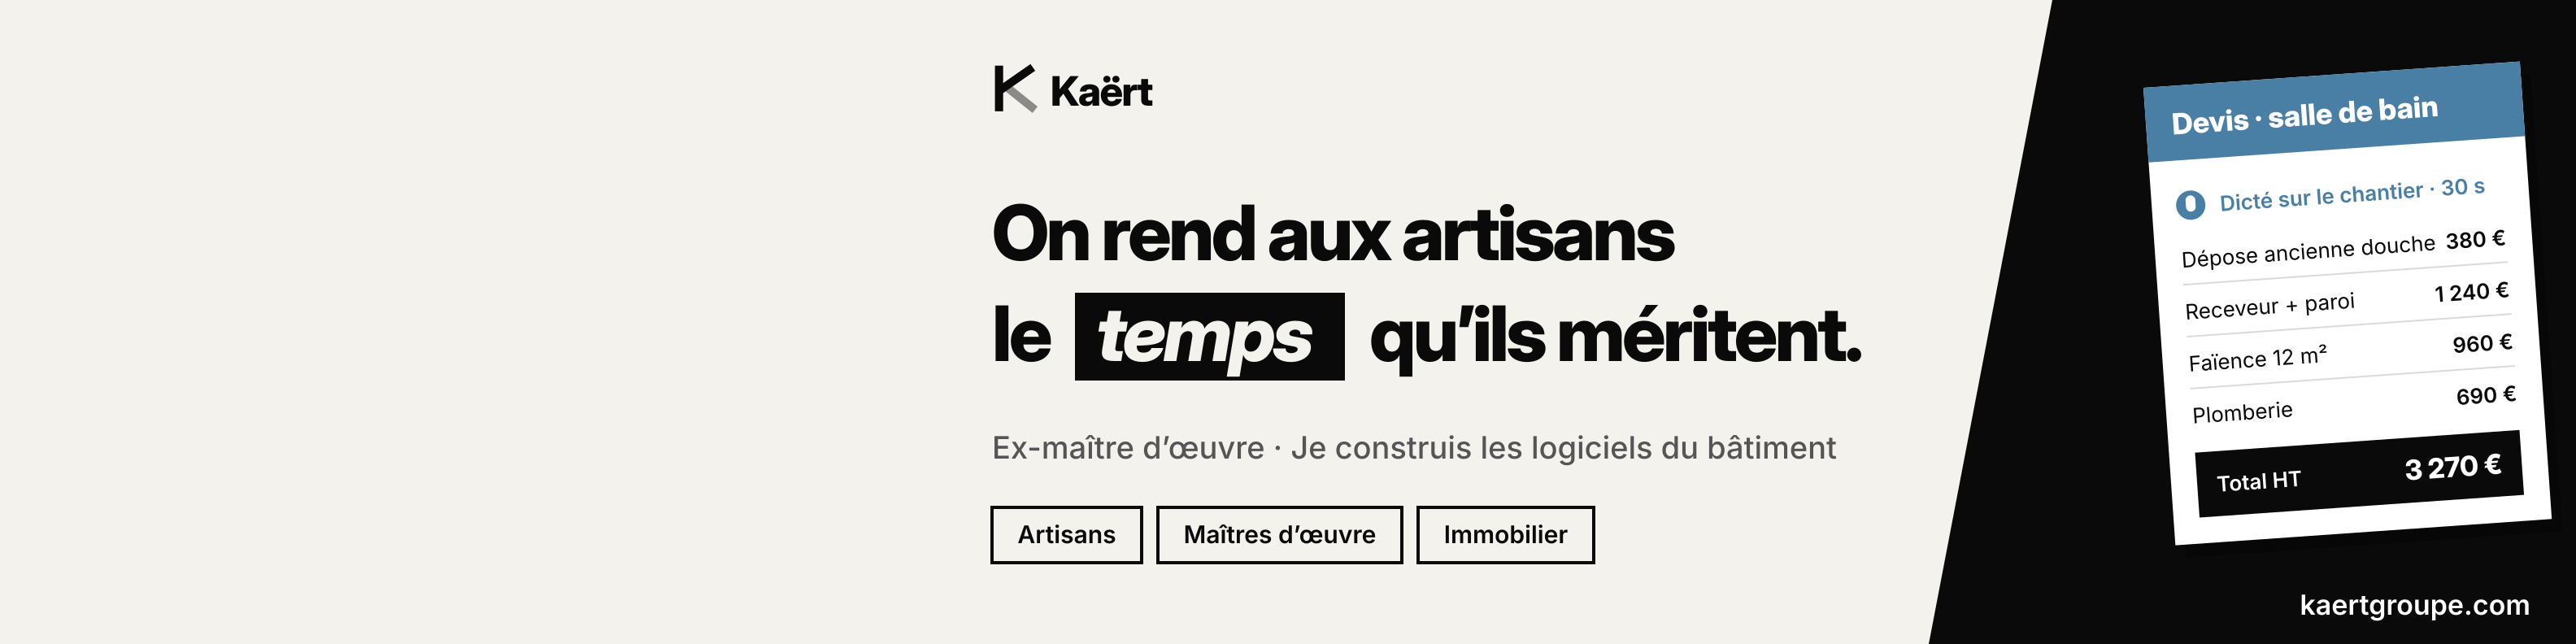 Kaërt
On rend aux artisans
le temps qu’ils méritent.
Ex-maître d’œuvre · Je construis les logiciels du bâtiment
Artisans
Maîtres d’œuvre
Immobilier
Devis · salle de bain
Dicté sur le chantier · 30 s
Dépose ancienne douche 380 €
Receveur + paroi 1 240 €
Faïence 12 m² 960 €
Plomberie 690 €
Total HT 3 270 €
kaertgroupe.com